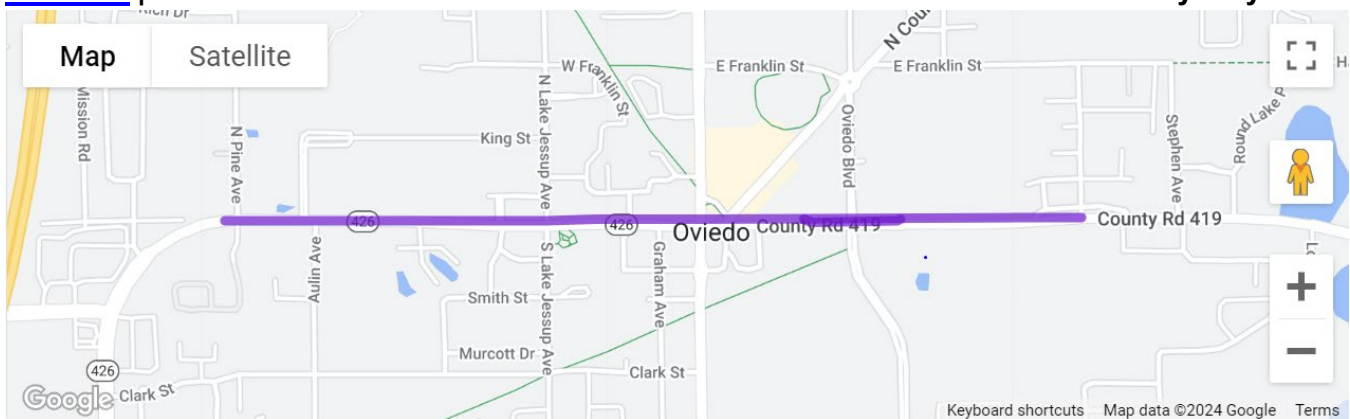 Map
Satellite
Mission Rd
N Pine Ave
King St
N Lake Jessup Ave
W Franklin St
E Franklin St
E Franklin St
Oviedo Blvd
Stephen Ave
426
426
Oviedo
County Rd 419
County Rd 419
Aulin Ave
Smith St
S Lake Jessup Ave
Graham Ave
Murcott Dr
Clark St
426
Clark St
Google
Keyboard shortcuts
Map data ©2024 Google
Terms